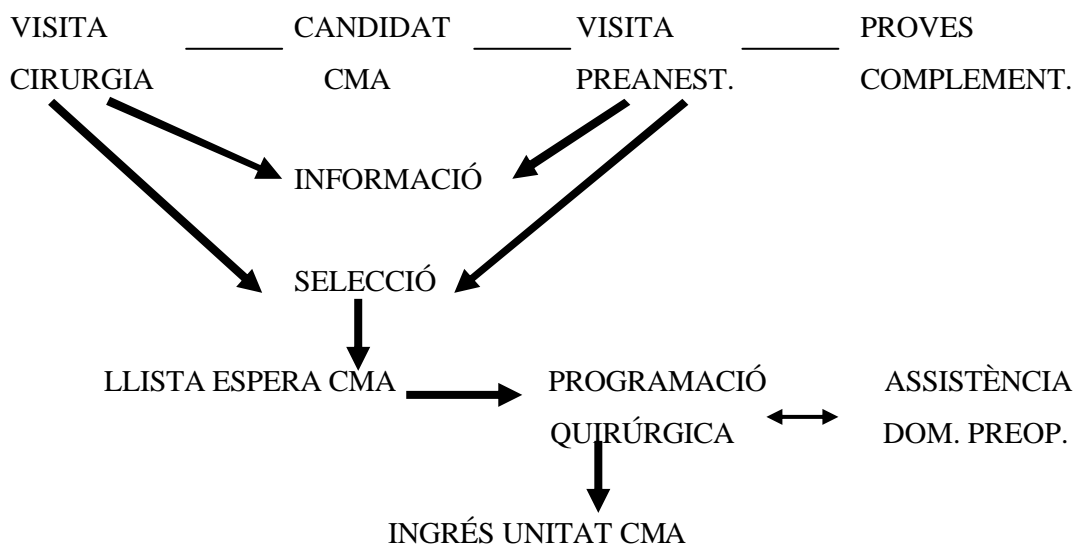 VISITA CANDIDAT VISITA PROVES
CIRURGIA CMA PREANEST. COMPLEMENT.
INFORMACIÓ
SELECCIÓ
LLISTA ESPERA CMA PROGRAMACIÓ ASSISTÈNCIA
QUIRÚRGICA DOM. PREOP.
INGRÉS UNITAT CMA